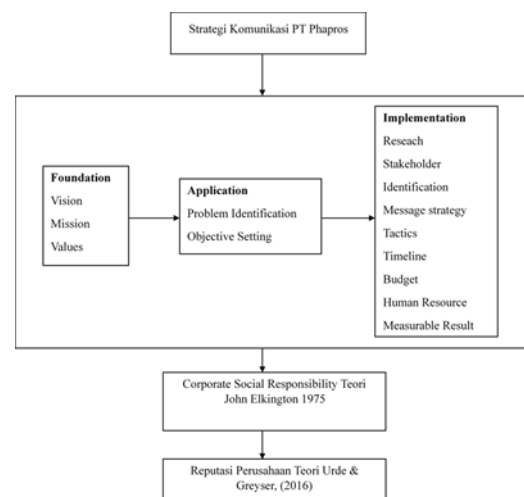 Strategi Komunikasi PT Phapros
Foundation
Vision
Mission
Values
Application
Problem Identification
Objective Setting
Implementation
Reseach
Stakeholder
Identification
Message strategy
Tactics
Timeline
Budget
Human Resource
Measurable Result
Corporate Social Responsibility Teori
John Elkington 1975
Reputasi Perusahaan Teori Urde &
Greyser, (2016)